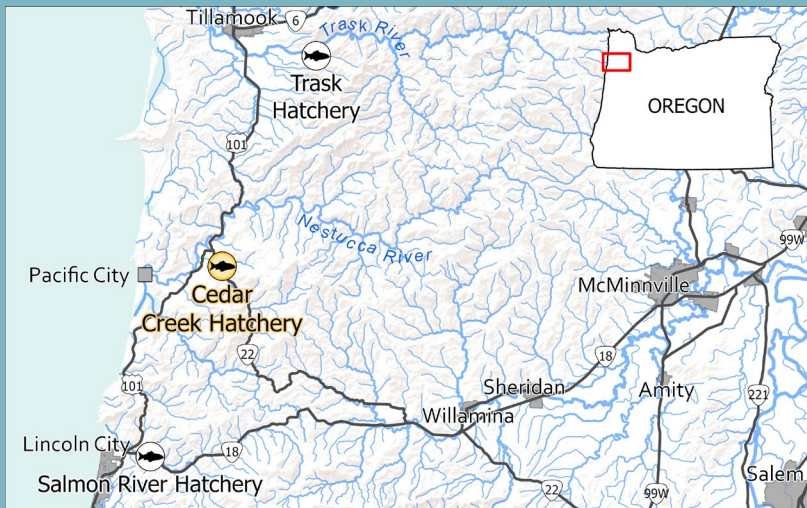 Tillamook
6
Trask River
Trask
Hatchery
OREGON
101
Nestucca River
99W
Pacific City
McMinnville
Cedar
Creek Hatchery
22
18
101
Sheridan
Amity
221
Willamina
Lincoln City
18
Salmon River Hatchery
22
99W
Salem